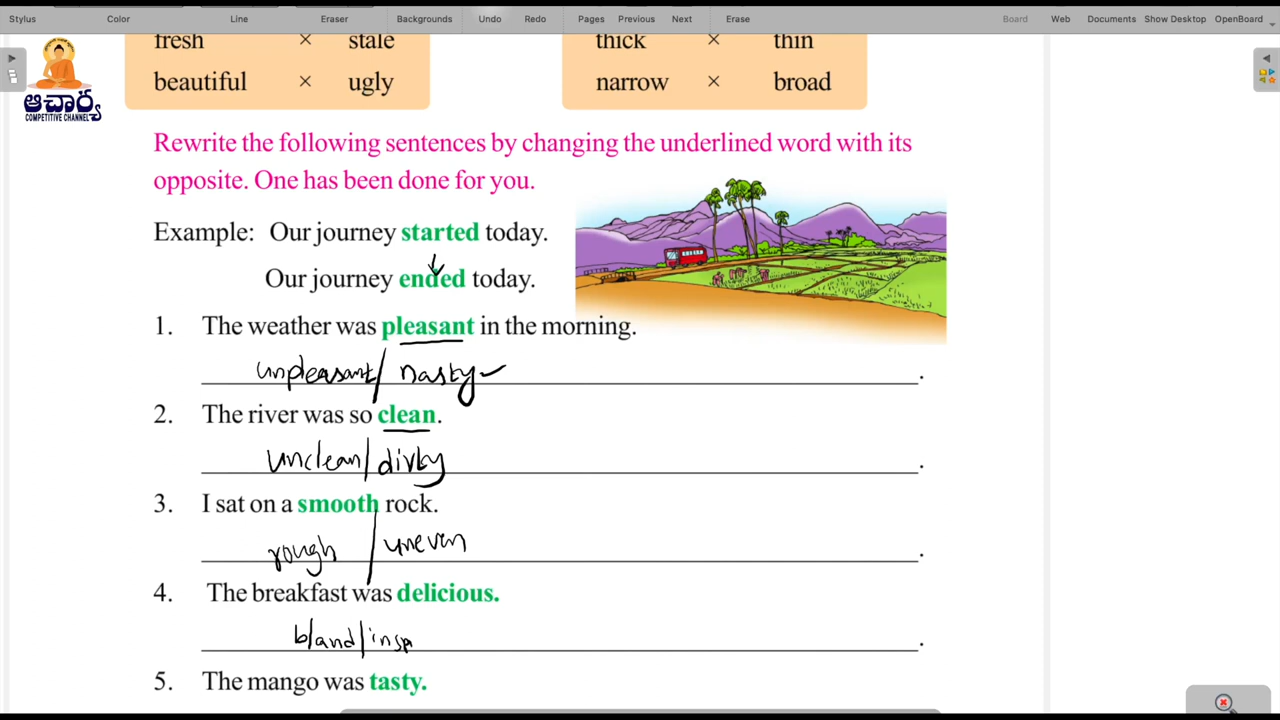 Stylus Color Line Eraser Backgrounds Undo Redo Pages Previous Next Erase Board Web Documents Show Desktop OpenBoard
fresh × stale thick × thin
beautiful × ugly narrow × broad
ఆచార్య
COMPETITIVE CHANNEL
Rewrite the following sentences by changing the underlined word with its
opposite. One has been done for you.
Example: Our journey started today.
Our journey ended today.
1. The weather was pleasant in the morning.
unpleasant/ nasty
2. The river was so clean.
unclean/dirty
3. I sat on a smooth rock.
rough / uneven
4. The breakfast was delicious.
bland/insp
5. The mango was tasty.